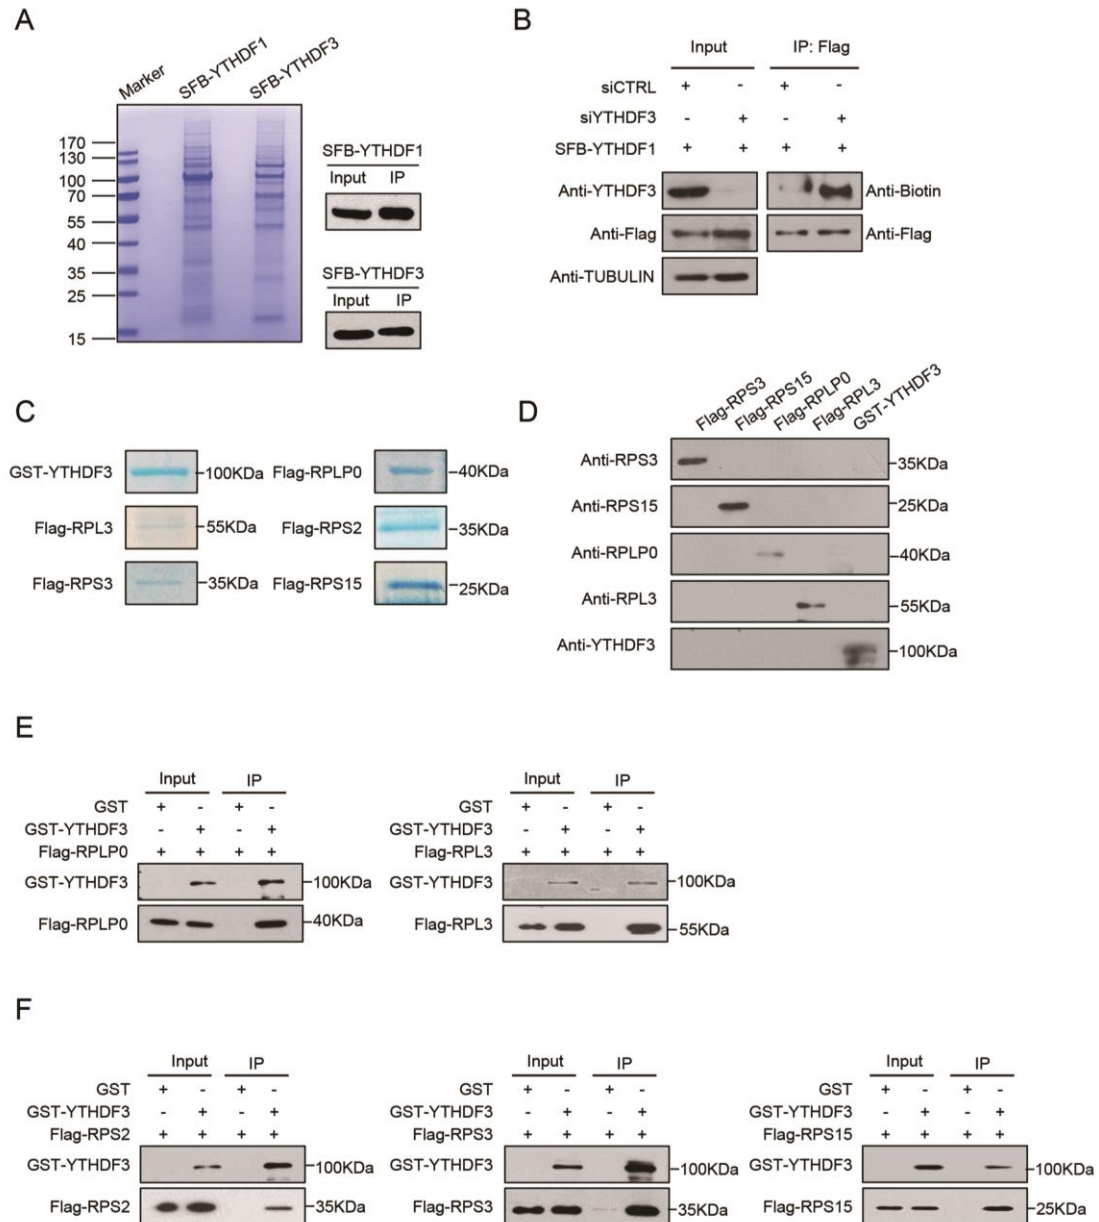 A
Marker SFB-YTHDF1 SFB-YTHDF3
170
130
100
70
55
40
35
25
15
SFB-YTHDF1
Input IP
SFB-YTHDF3
Input IP
B
Input IP: Flag
siCTRL + - + -
siYTHDF3 - + - +
SFB-YTHDF1 + + + +
Anti-YTHDF3 Anti-Biotin
Anti-Flag Anti-Flag
Anti-TUBULIN
C
GST-YTHDF3 100KDa Flag-RPLP0 40KDa
Flag-RPL3 55KDa Flag-RPS2 35KDa
Flag-RPS3 35KDa Flag-RPS15 25KDa
D
Flag-RPS3 Flag-RPS15 Flag-RPLP0 Flag-RPL3 GST-YTHDF3
Anti-RPS3 35KDa
Anti-RPS15 25KDa
Anti-RPLP0 40KDa
Anti-RPL3 55KDa
Anti-YTHDF3 100KDa
E
Input IP
GST + - + -
GST-YTHDF3 - + - +
Flag-RPLP0 + + + +
GST-YTHDF3 100KDa
Flag-RPLP0 40KDa
Input IP
GST + - + -
GST-YTHDF3 - + - +
Flag-RPL3 + + + +
GST-YTHDF3 100KDa
Flag-RPL3 55KDa
F
Input IP
GST + - + -
GST-YTHDF3 - + - +
Flag-RPS2 + + + +
GST-YTHDF3 100KDa
Flag-RPS2 35KDa
Input IP
GST + - + -
GST-YTHDF3 - + - +
Flag-RPS3 + + + +
GST-YTHDF3 100KDa
Flag-RPS3 35KDa
Input IP
GST + - + -
GST-YTHDF3 - + - +
Flag-RPS15 + + + +
GST-YTHDF3 100KDa
Flag-RPS15 25KDa